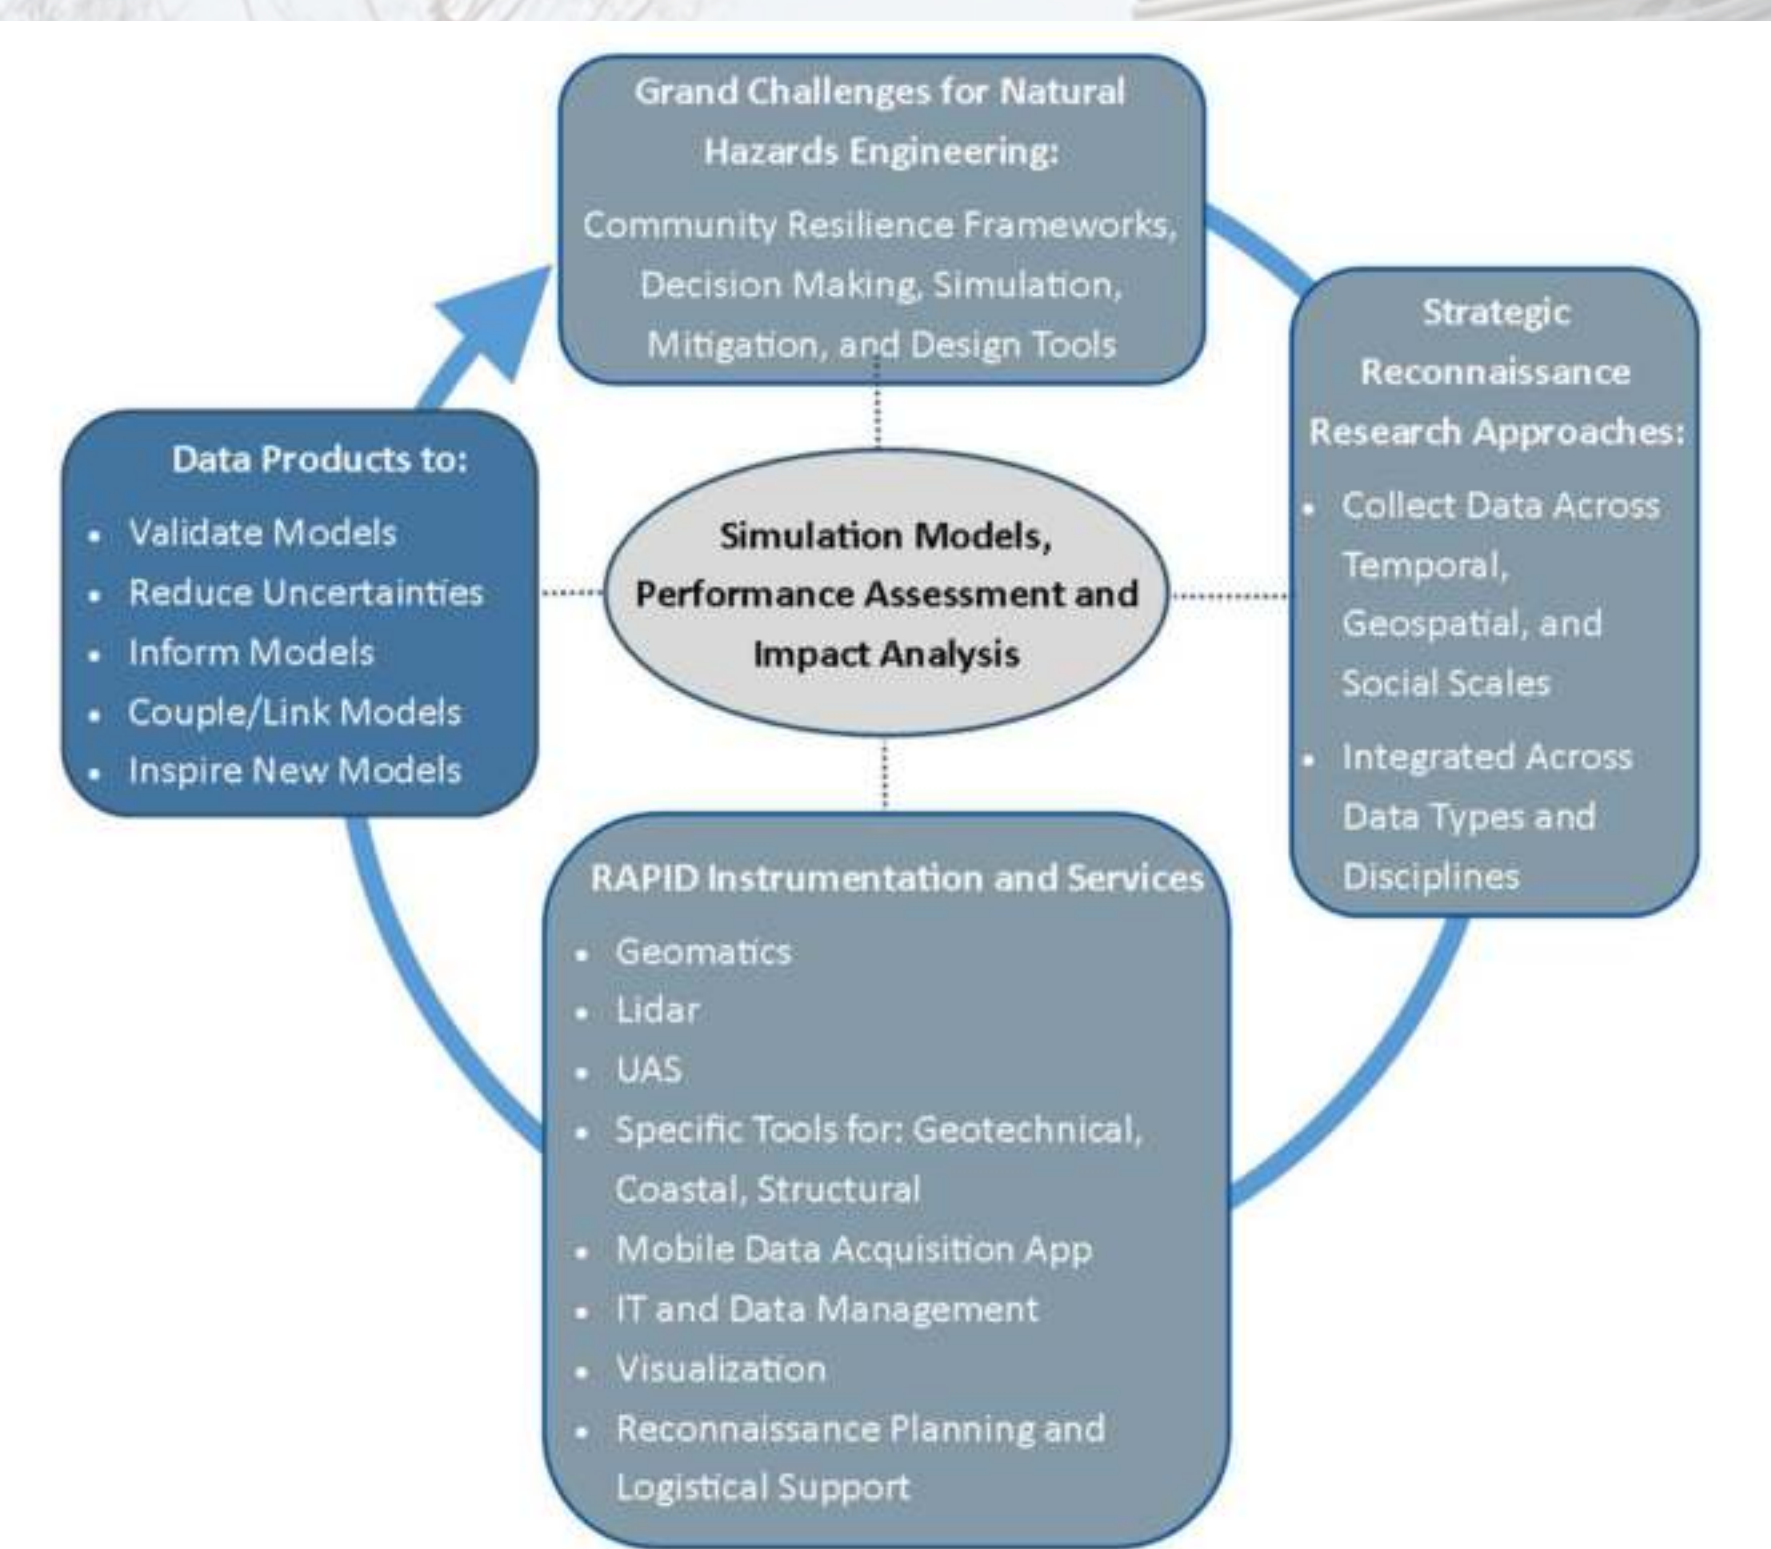 Grand Challenges for Natural
Hazards Engineering:
Community Resilience Frameworks,
Decision Making, Simulation,
Mitigation, and Design Tools
Strategic
Reconnaissance
Research Approaches:
• Collect Data Across
Temporal,
Geospatial, and
Social Scales
• Integrated Across
Data Types and
Disciplines
Data Products to:
• Validate Models
• Reduce Uncertainties
• Inform Models
• Couple/Link Models
• Inspire New Models
Simulation Models,
Performance Assessment and
Impact Analysis
RAPID Instrumentation and Services
• Geomatics
• Lidar
• UAS
• Specific Tools for: Geotechnical,
Coastal, Structural
• Mobile Data Acquisition App
• IT and Data Management
• Visualization
• Reconnaissance Planning and
Logistical Support